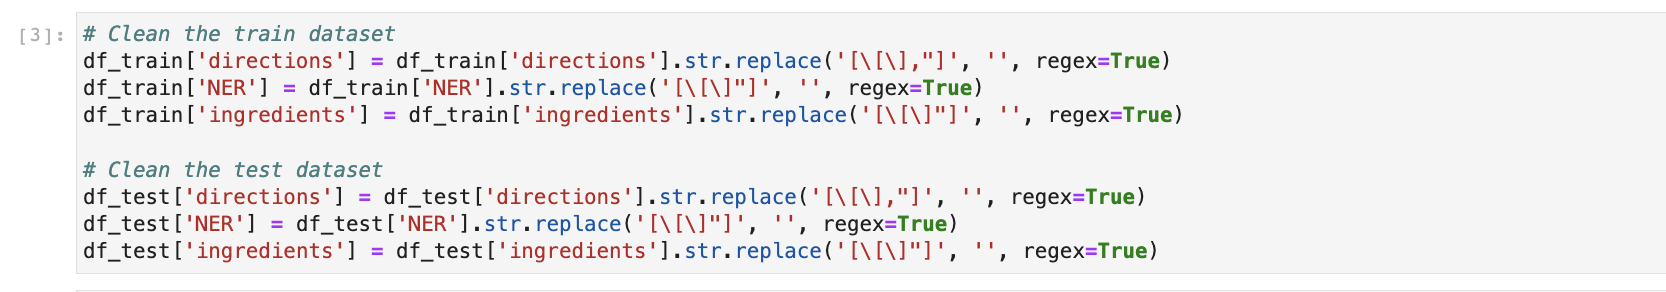 [3]: # Clean the train dataset
df_train['directions'] = df_train['directions'].str.replace('[\[\],"]', '', regex=True)
df_train['NER'] = df_train['NER'].str.replace('[\[\]"]', '', regex=True)
df_train['ingredients'] = df_train['ingredients'].str.replace('[\[\]"]', '', regex=True)
# Clean the test dataset
df_test['directions'] = df_test['directions'].str.replace('[\[\],"]', '', regex=True)
df_test['NER'] = df_test['NER'].str.replace('[\[\]"]', '', regex=True)
df_test['ingredients'] = df_test['ingredients'].str.replace('[\[\]"]', '', regex=True)